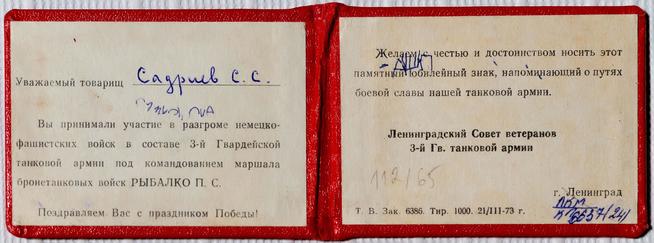 Уважаемый товарищ Садриев С. С.
Вы принимали участие в разгроме немецко-
фашистских войск в составе 3-й Гвардейской
танковой армии под командованием маршала
бронетанковых войск РЫБАЛКО П. С.
Поздравляем Вас с праздником Победы!
Желаем с честью и достоинством носить этот
памятный юбилейный знак, напоминающий о путях
боевой славы нашей танковой армии.
Ленинградский Совет ветеранов
3-й Гв. танковой армии
112/65
г. Ленинград
Т. В. Зак. 6386. Тир. 1000. 21/III-73 г.